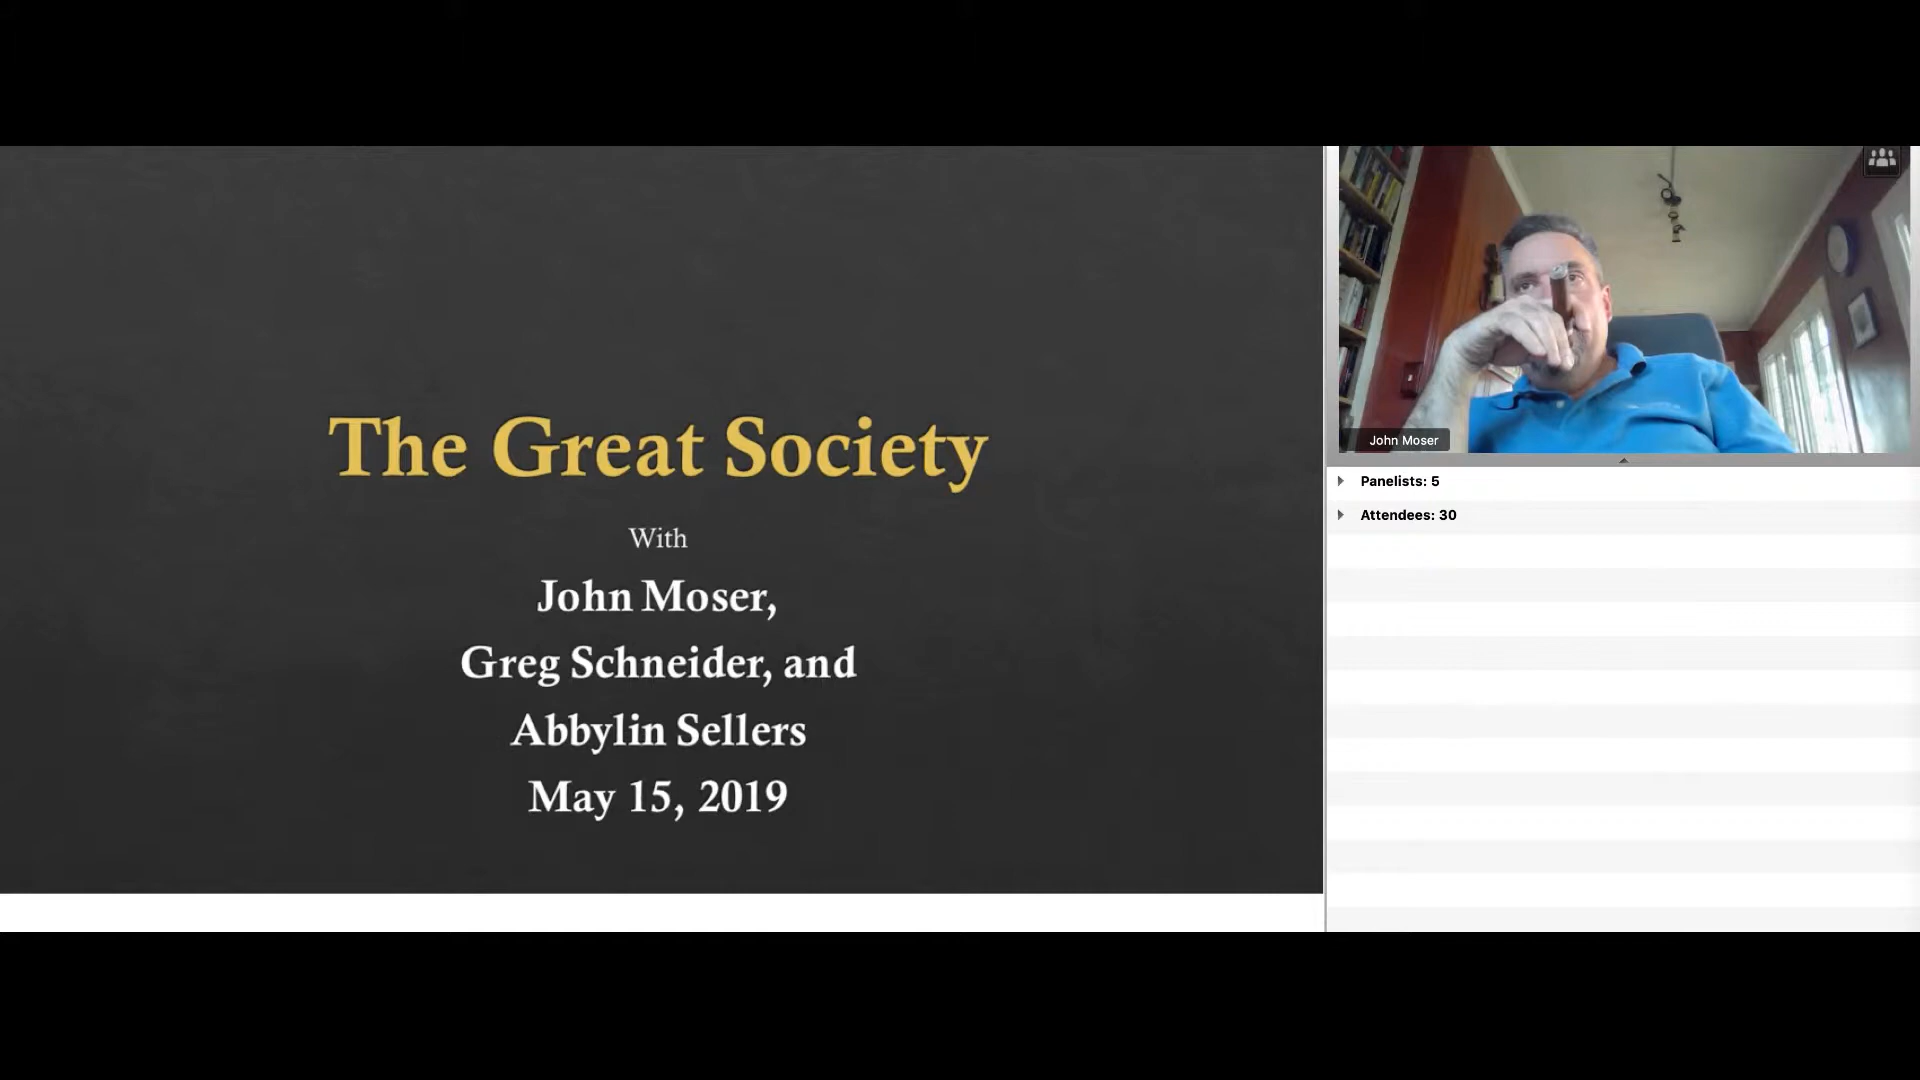 The Great Society
With
John Moser,
Greg Schneider, and
Abbylin Sellers
May 15, 2019
John Moser
Panelists: 5
Attendees: 30